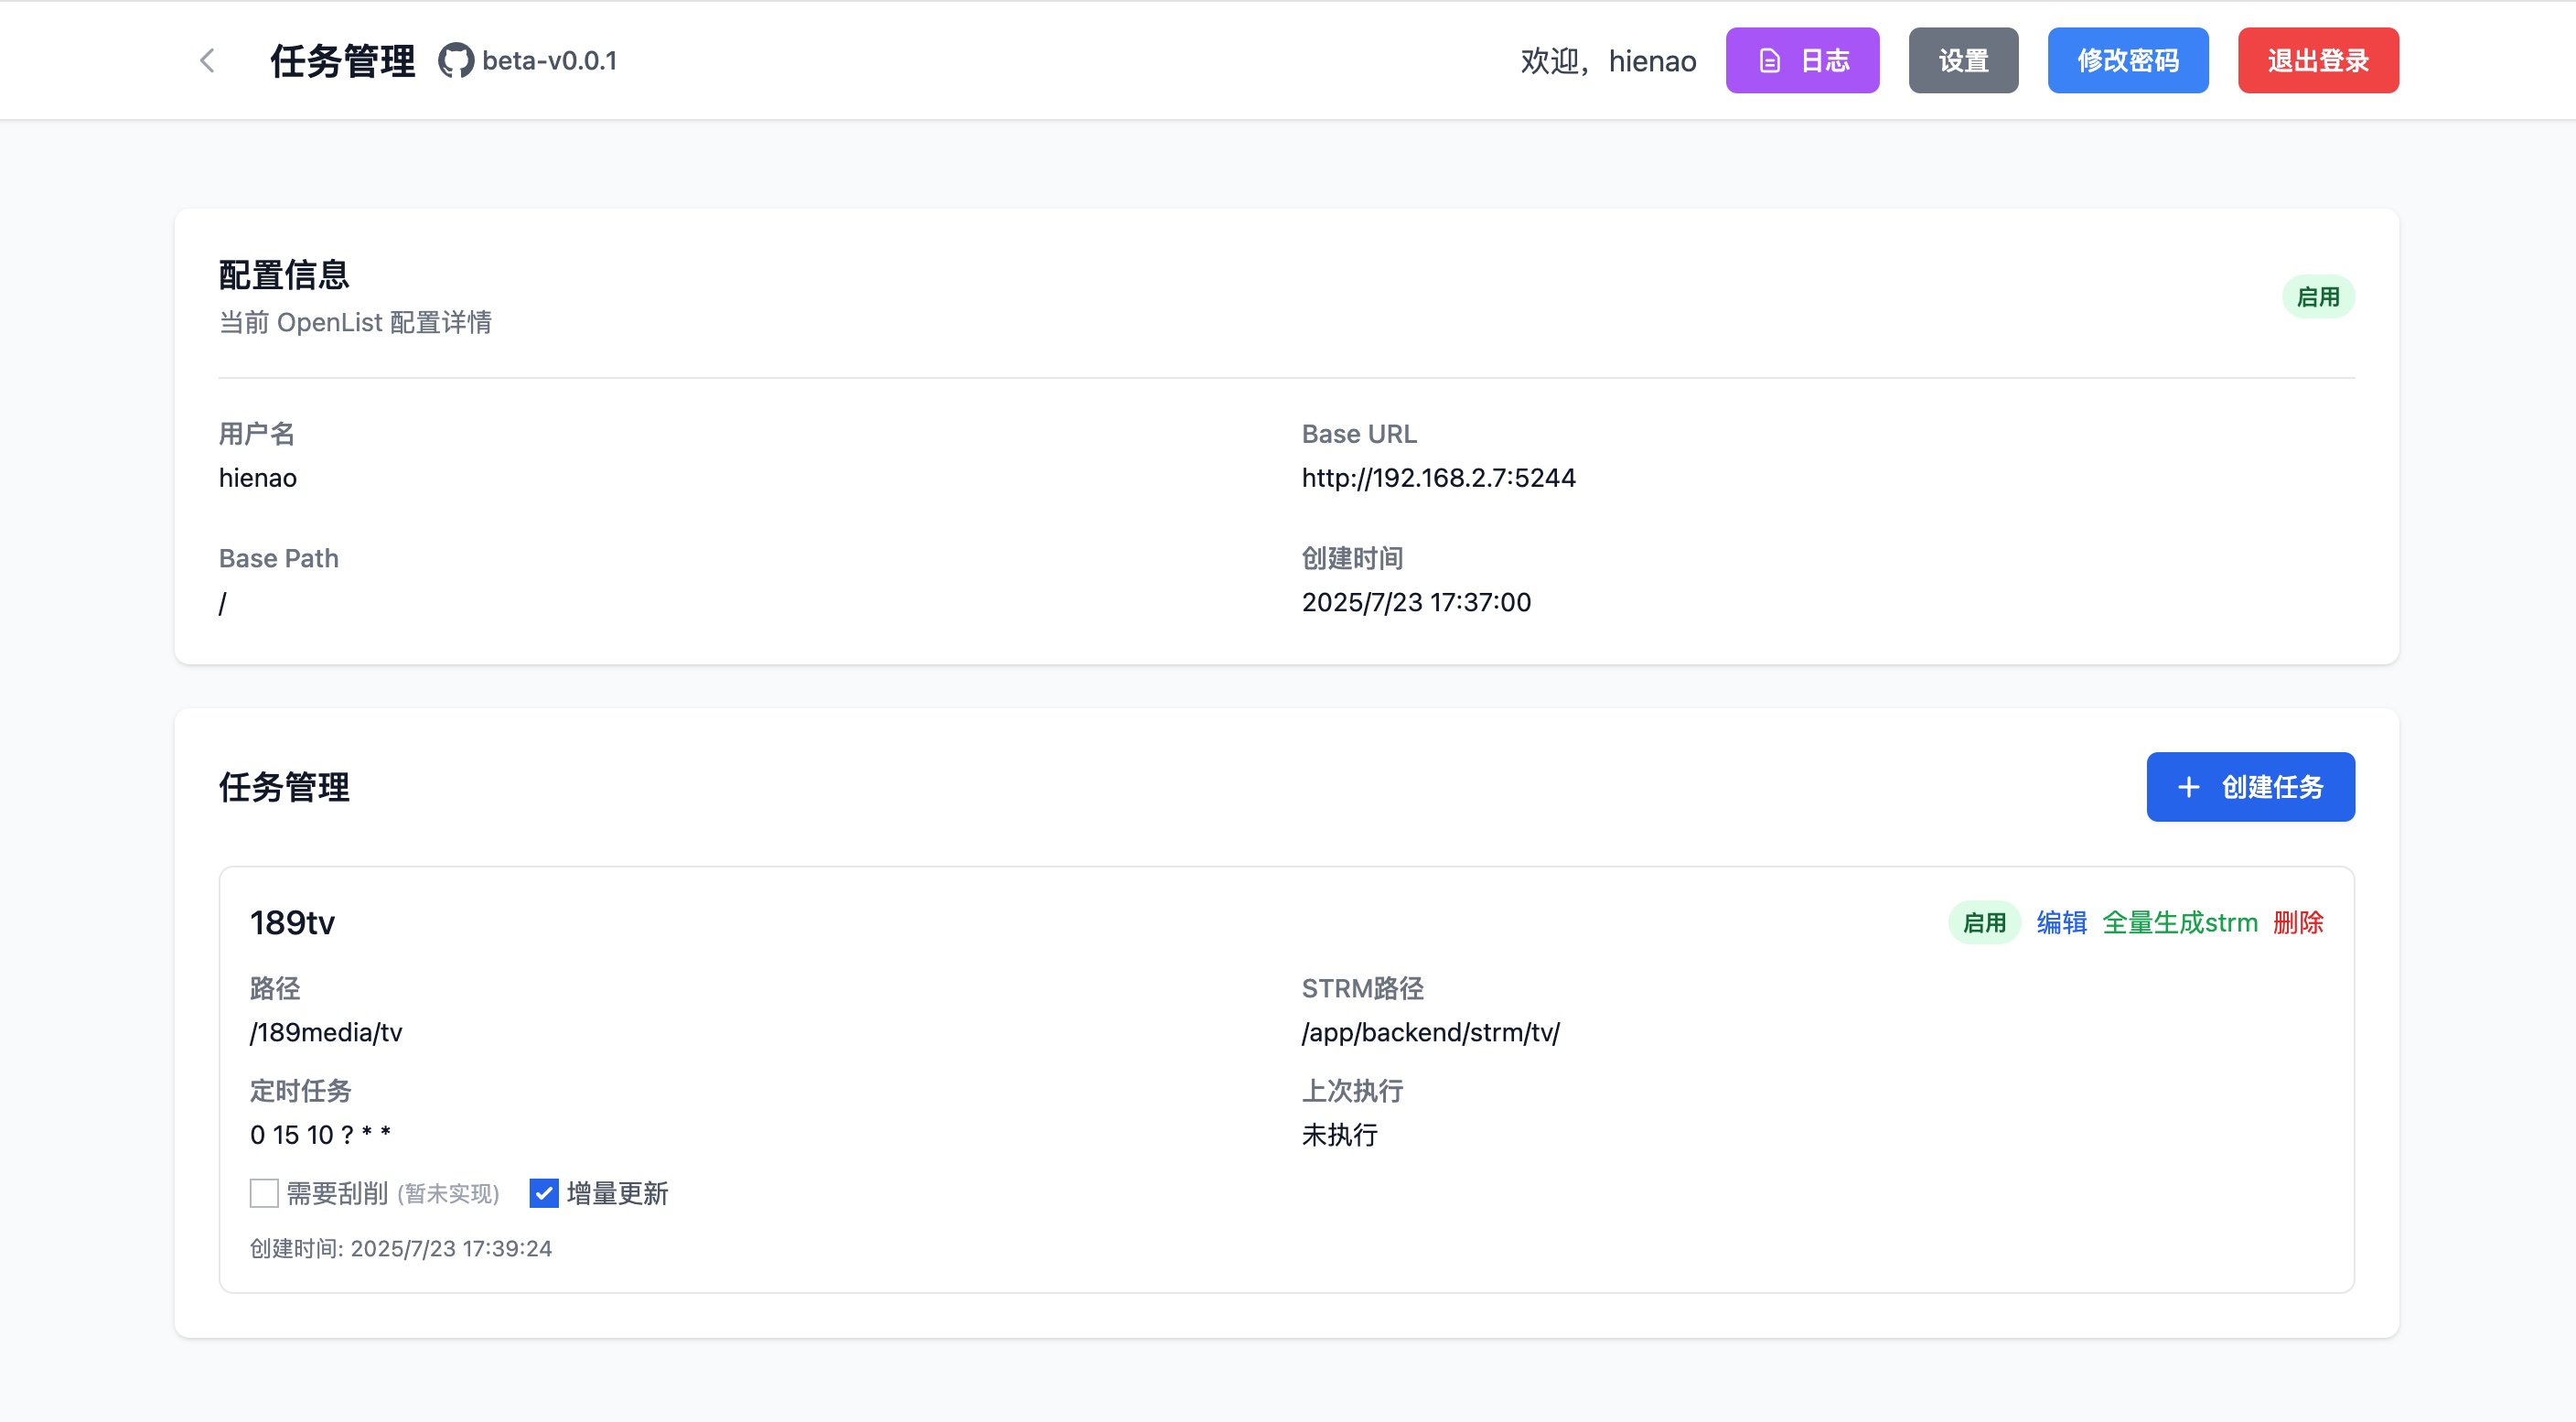 任务管理 beta-v0.0.1 欢迎，hienao 日志 设置 修改密码 退出登录
配置信息
当前 OpenList 配置详情
启用
用户名
hienao
Base URL
http://192.168.2.7:5244
Base Path
/
创建时间
2025/7/23 17:37:00
任务管理
创建任务
189tv
启用 编辑 全量生成strm 删除
路径
/189media/tv
STRM路径
/app/backend/strm/tv/
定时任务
0 15 10 ? * *
上次执行
未执行
需要刮削 (暂未实现) 增量更新
创建时间: 2025/7/23 17:39:24